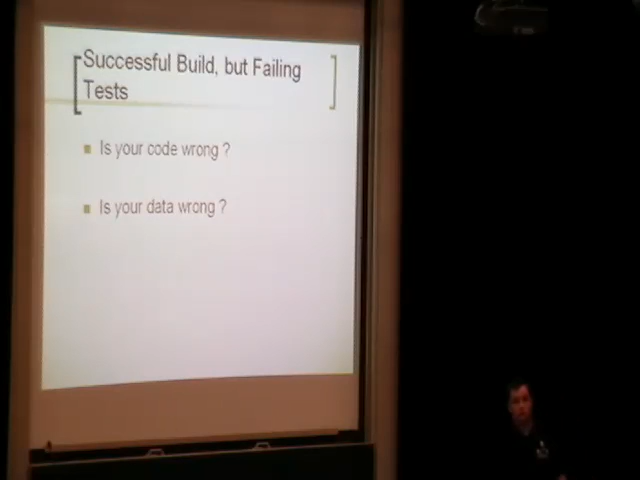 Successful Build, but Failing
Tests
Is your code wrong ?
Is your data wrong ?